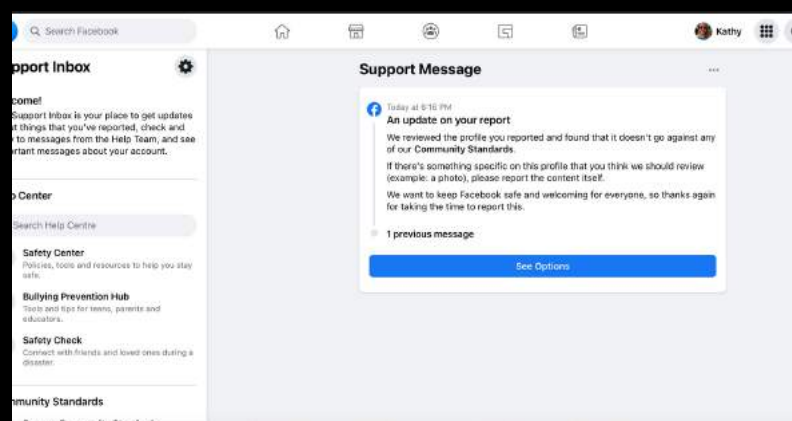 Search Facebook
Kathy
pport Inbox
come!
Support Inbox is your place to get updates
t things that you've reported, check and
to messages from the Help Team, and see
rtant messages about your account.
Center
Search Help Centre
Safety Center
Policies, tools and resources to help you stay
safe.
Bullying Prevention Hub
Tools and tips for teens, parents and
educators.
Safety Check
Connect with friends and loved ones during a
disaster.
mmunity Standards
Support Message
Today at 6:16 PM
An update on your report
We reviewed the profile you reported and found that it doesn't go against any
of our Community Standards.
If there's something specific on this profile that you think we should review
(example: a photo), please report the content itself.
We want to keep Facebook safe and welcoming for everyone, so thanks again
for taking the time to report this.
1 previous message
See Options